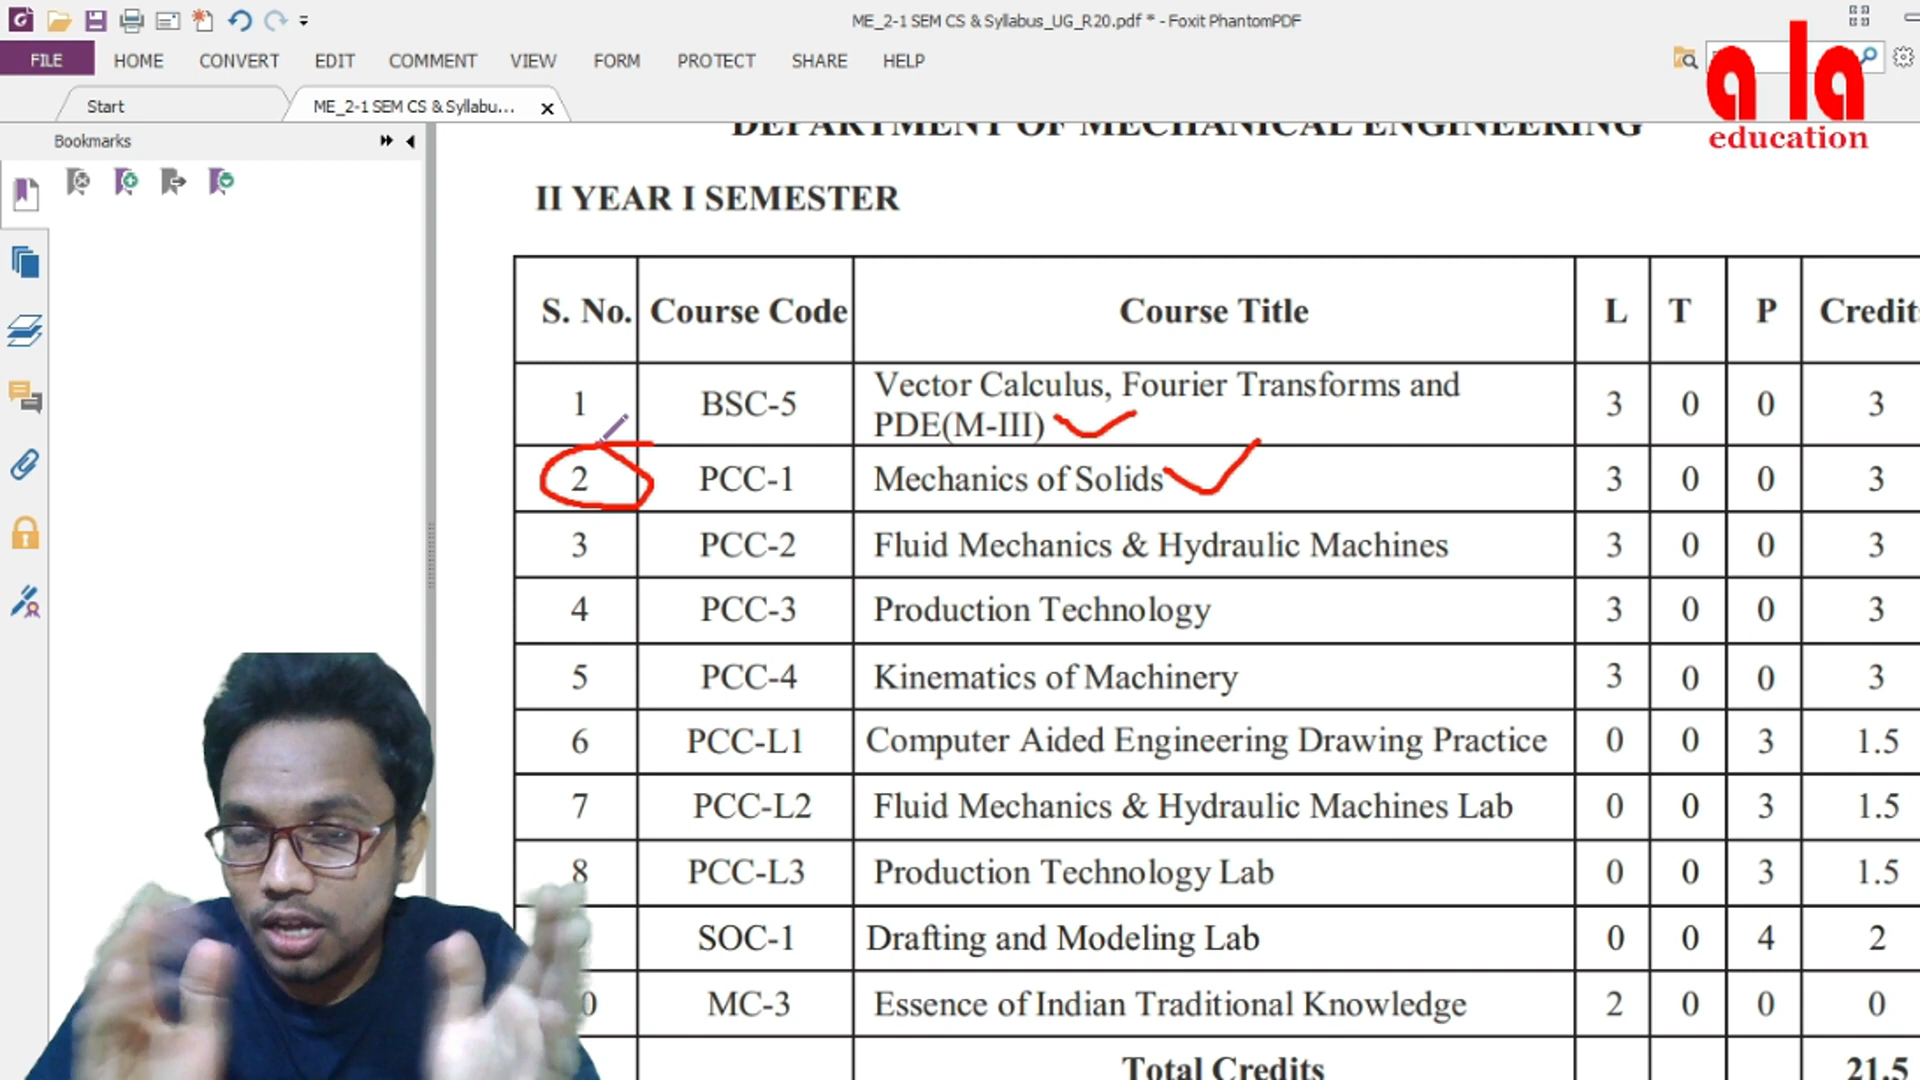 ME_2-1 SEM CS & Syllabus_UG_R20.pdf * - Foxit PhantomPDF
FILE HOME CONVERT EDIT VIEW COMMENT VIEW FORM PROTECT SHARE HELP
a la
education
Start ME_2-1 SEM CS & Syllabu...
Bookmarks
DEPARTMENT OF MECHANICAL ENGINEERING
II YEAR I SEMESTER
S. No. Course Code Course Title L T P Credits
1 BSC-5 Vector Calculus, Fourier Transforms and PDE(M-III) 3 0 0 3
2 PCC-1 Mechanics of Solids 3 0 0 3
3 PCC-2 Fluid Mechanics & Hydraulic Machines 3 0 0 3
4 PCC-3 Production Technology 3 0 0 3
5 PCC-4 Kinematics of Machinery 3 0 0 3
6 PCC-L1 Computer Aided Engineering Drawing Practice 0 0 3 1.5
7 PCC-L2 Fluid Mechanics & Hydraulic Machines Lab 0 0 3 1.5
8 PCC-L3 Production Technology Lab 0 0 3 1.5
SOC-1 Drafting and Modeling Lab 0 0 4 2
0 MC-3 Essence of Indian Traditional Knowledge 2 0 0 0
Total Credits 21.5